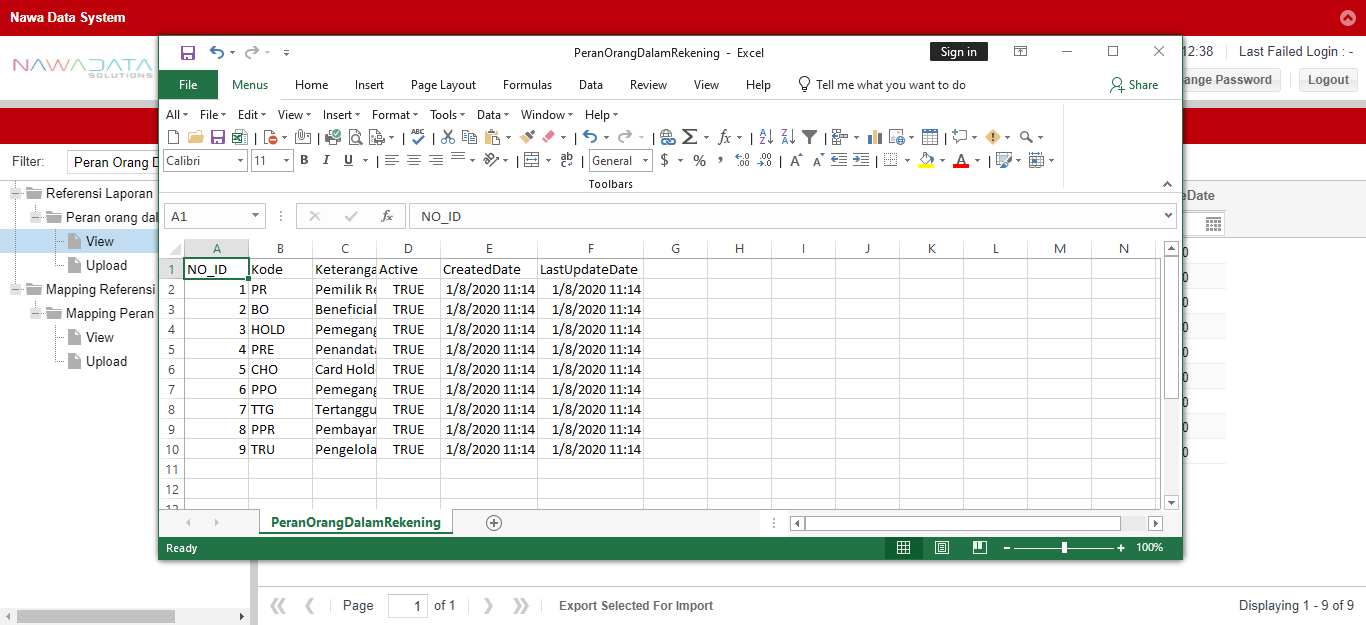 Nawa Data System
NAWADATA
SOLUTIONS
12:38 Last Failed Login : -
ange Password Logout
Filter: Peran Orang D
Referensi Laporan
Peran orang dal
View
Upload
Mapping Referensi
Mapping Peran
View
Upload
PeranOrangDalamRekening - Excel
Sign in
File Menus Home Insert Page Layout Formulas Data Review View Help Tell me what you want to do Share
All File Edit View Insert Format Tools Data Window Help
Calibri 11 B I U General $ %
Toolbars
A1 fx NO_ID
A B C D E F G H I J K L M N
1 NO_ID Kode Keteranga Active CreatedDate LastUpdateDate
2 1 PR Pemilik Re TRUE 1/8/2020 11:14 1/8/2020 11:14
3 2 BO Beneficial TRUE 1/8/2020 11:14 1/8/2020 11:14
4 3 HOLD Pemegang TRUE 1/8/2020 11:14 1/8/2020 11:14
5 4 PRE Penandata TRUE 1/8/2020 11:14 1/8/2020 11:14
6 5 CHO Card Hold TRUE 1/8/2020 11:14 1/8/2020 11:14
7 6 PPO Pemegang TRUE 1/8/2020 11:14 1/8/2020 11:14
8 7 TTG Tertanggu TRUE 1/8/2020 11:14 1/8/2020 11:14
9 8 PPR Pembayar TRUE 1/8/2020 11:14 1/8/2020 11:14
10 9 TRU Pengelola TRUE 1/8/2020 11:14 1/8/2020 11:14
11
12
PeranOrangDalamRekening
Ready 100%
eDate
0
0
0
0
0
0
0
0
0
Page 1 of 1 Export Selected For Import Displaying 1 - 9 of 9